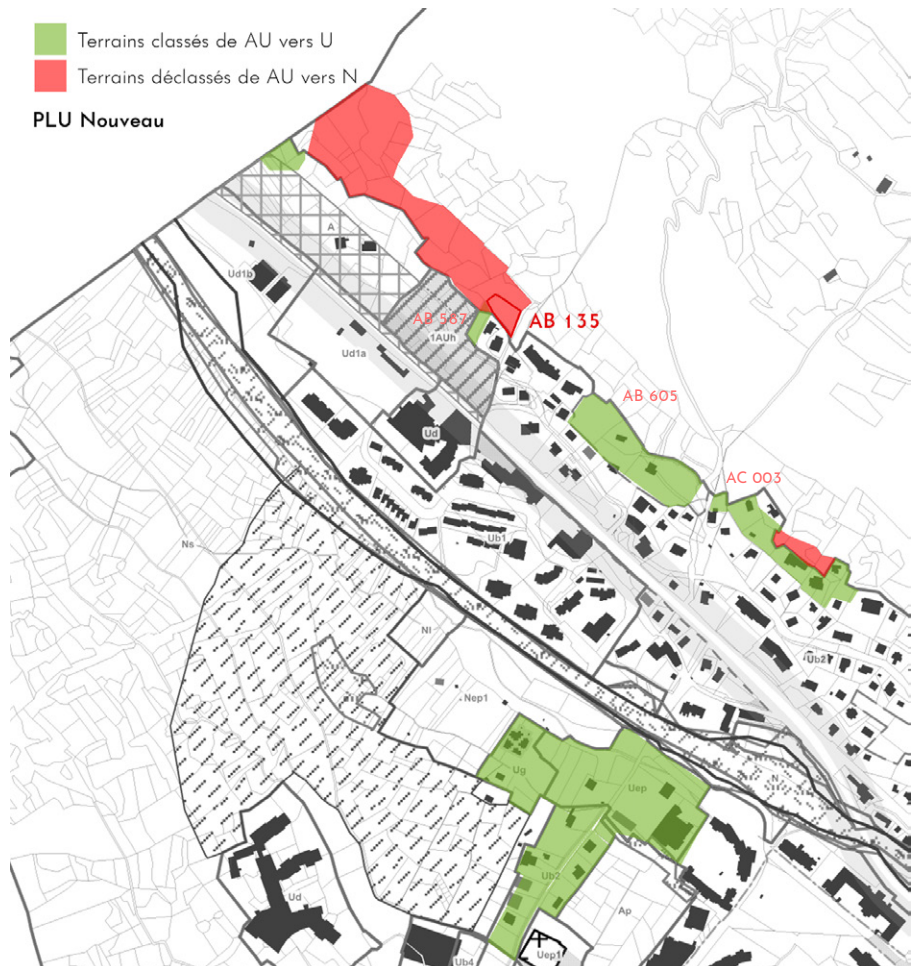 Terrains classés de AU vers U
Terrains déclassés de AU vers N
PLU Nouveau
A
Ud1b
AB 587
AB 135
1AUh
Ud1a
AB 605
Ud
AC 003
Ub1
Ns
Nl
Ub2
Nep1
Ug
Uep
N
Ub2
Ud
Ap
Ub4
Uep1